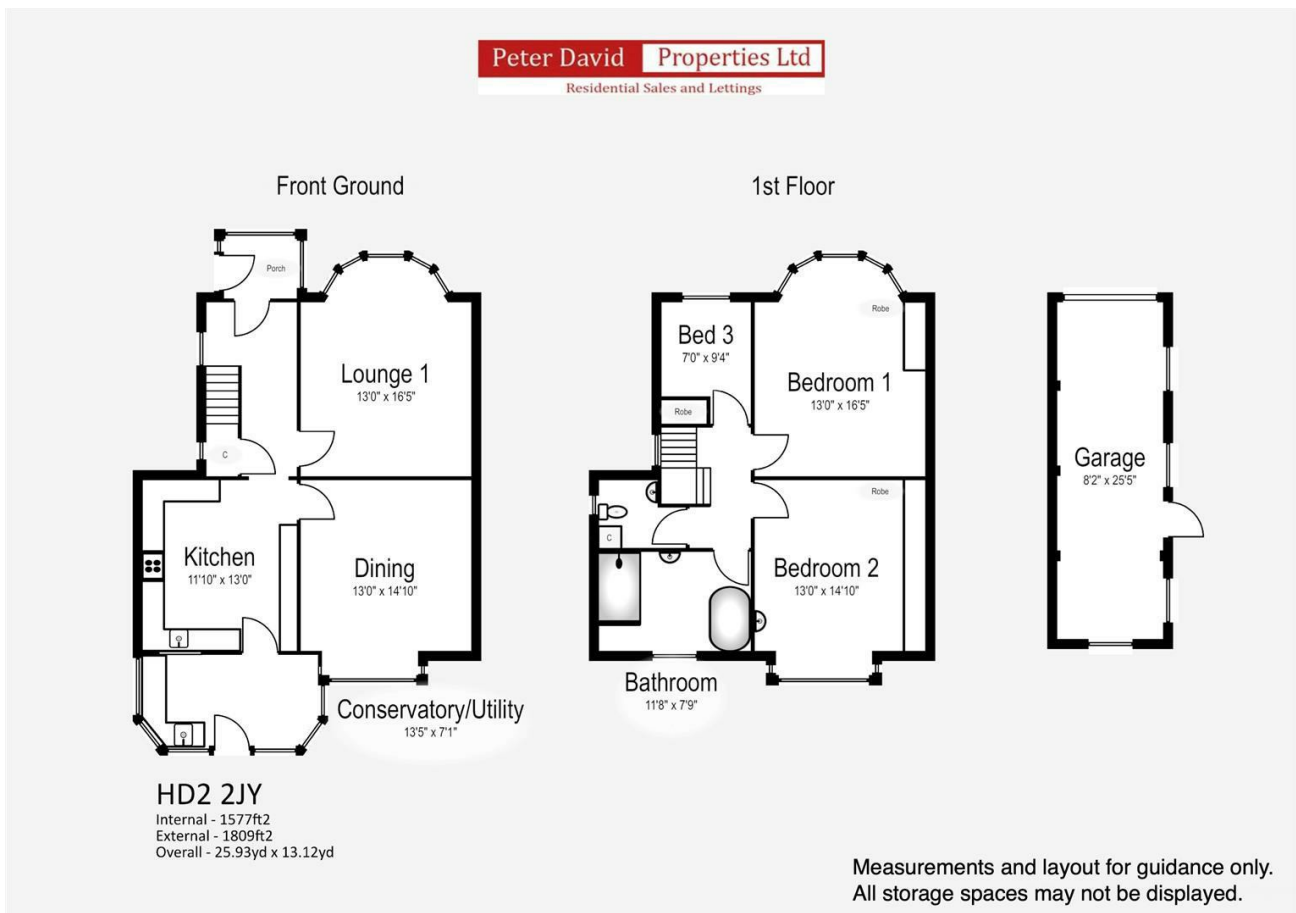 Peter David Properties Ltd
Residential Sales and Lettings
Front Ground
1st Floor
Porch
Lounge 1
13'0" x 16'5"
C
Kitchen
11'10" x 13'0"
Dining
13'0" x 14'10"
Conservatory/Utility
13'5" x 7'1"
Robe
Bed 3
7'0" x 9'4"
Bedroom 1
13'0" x 16'5"
Robe
Robe
C
Bedroom 2
13'0" x 14'10"
Bathroom
11'8" x 7'9"
Garage
8'2" x 25'5"
HD2 2JY
Internal - 1577ft2
External - 1809ft2
Overall - 25.93yd x 13.12yd
Measurements and layout for guidance only.
All storage spaces may not be displayed.